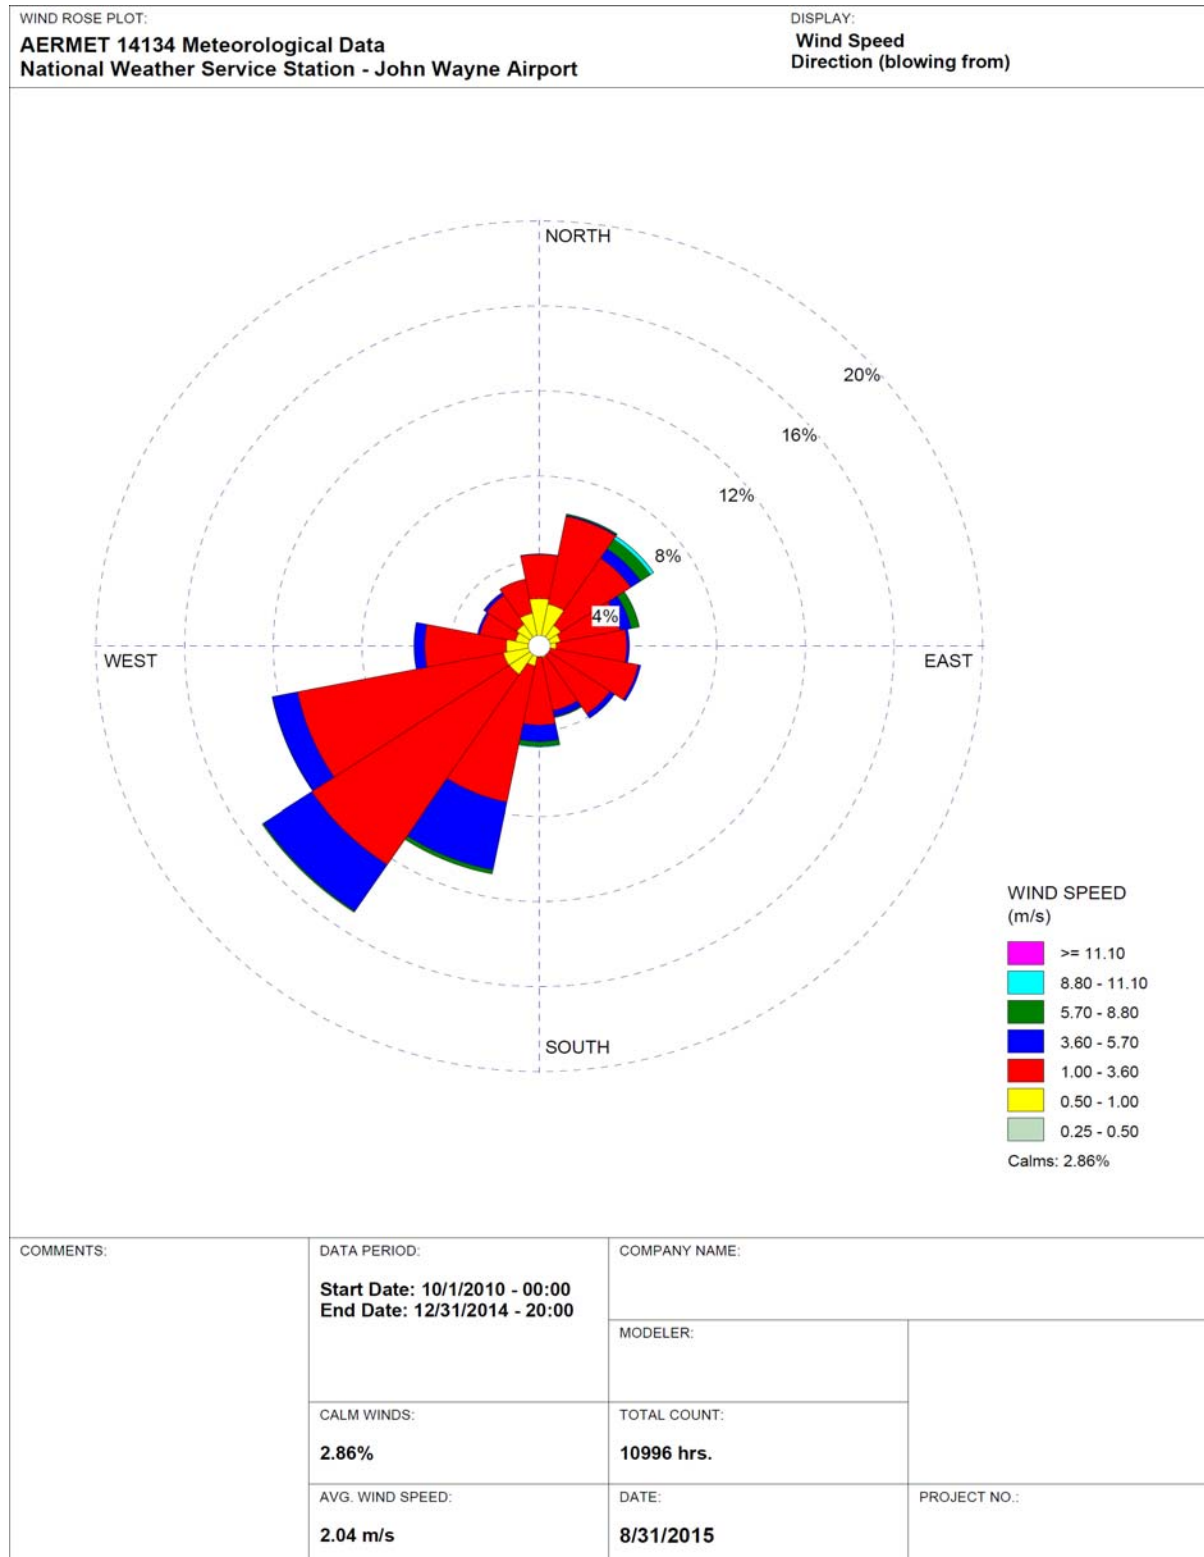 WIND ROSE PLOT:
AERMET 14134 Meteorological Data
National Weather Service Station - John Wayne Airport
DISPLAY:
Wind Speed
Direction (blowing from)
NORTH
20%
16%
12%
8%
4%
WEST
EAST
SOUTH
WIND SPEED
(m/s)
>= 11.10
8.80 - 11.10
5.70 - 8.80
3.60 - 5.70
1.00 - 3.60
0.50 - 1.00
0.25 - 0.50
Calms: 2.86%
COMMENTS:
DATA PERIOD:
Start Date: 10/1/2010 - 00:00
End Date: 12/31/2014 - 20:00
COMPANY NAME:
MODELER:
CALM WINDS:
2.86%
TOTAL COUNT:
10996 hrs.
AVG. WIND SPEED:
2.04 m/s
DATE:
8/31/2015
PROJECT NO.: